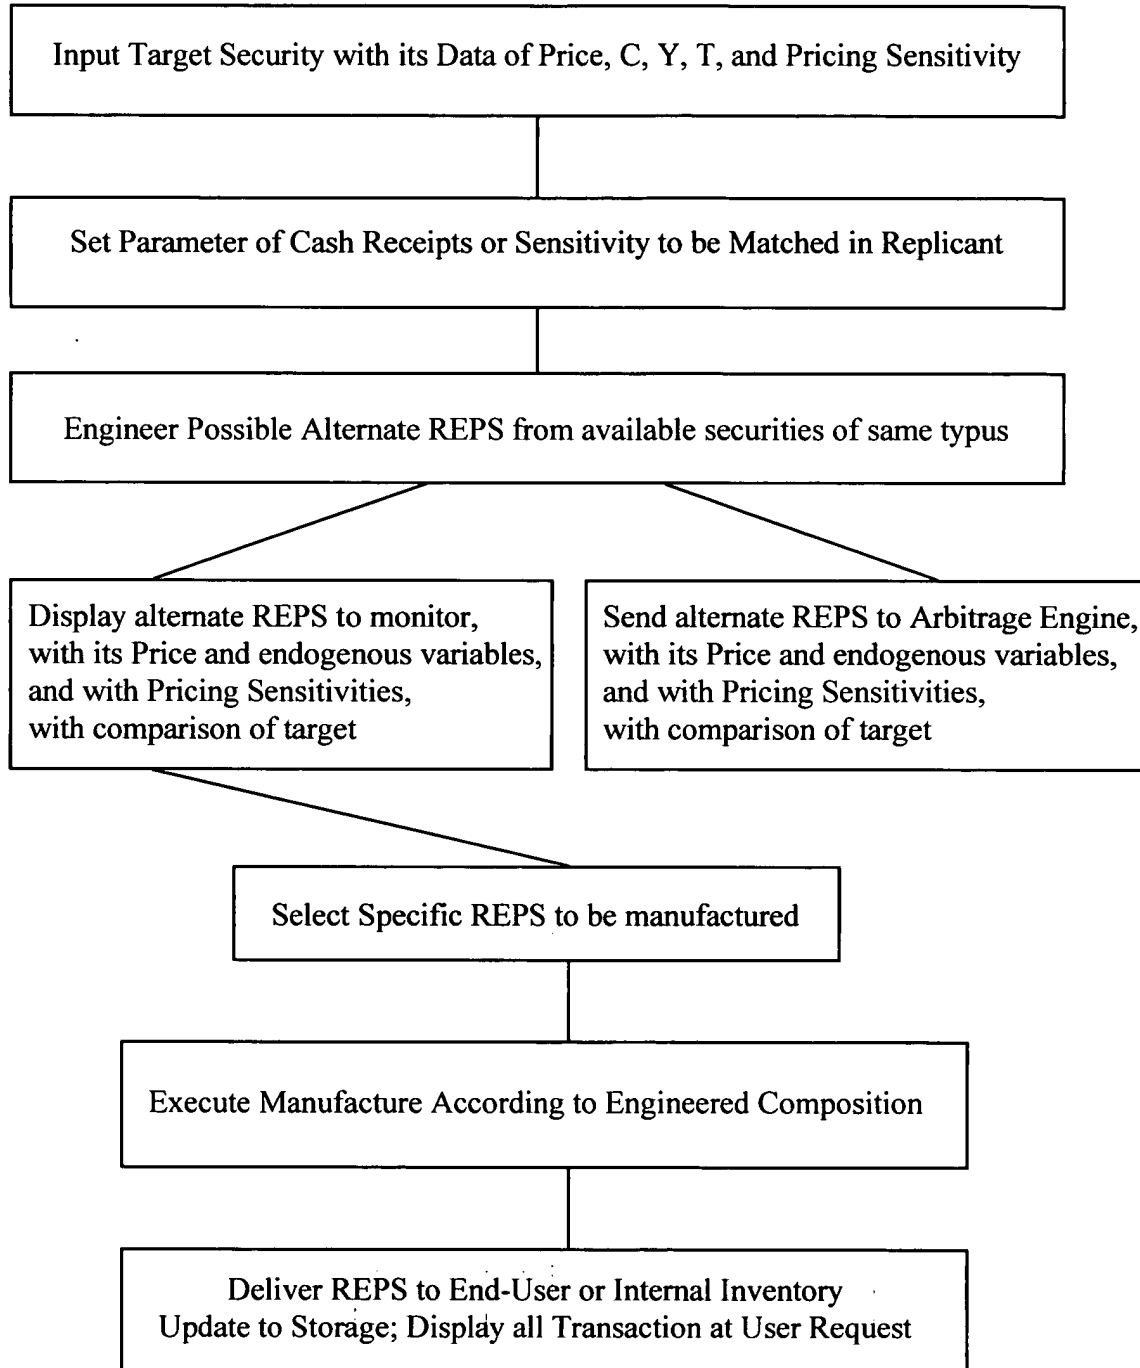 Input Target Security with its Data of Price, C, Y, T, and Pricing Sensitivity
Set Parameter of Cash Receipts or Sensitivity to be Matched in Replicant
Engineer Possible Alternate REPS from available securities of same typus
Display alternate REPS to monitor,
with its Price and endogenous variables,
and with Pricing Sensitivities,
with comparison of target
Send alternate REPS to Arbitrage Engine,
with its Price and endogenous variables,
and with Pricing Sensitivities,
with comparison of target
Select Specific REPS to be manufactured
Execute Manufacture According to Engineered Composition
Deliver REPS to End-User or Internal Inventory
Update to Storage; Display all Transaction at User Request